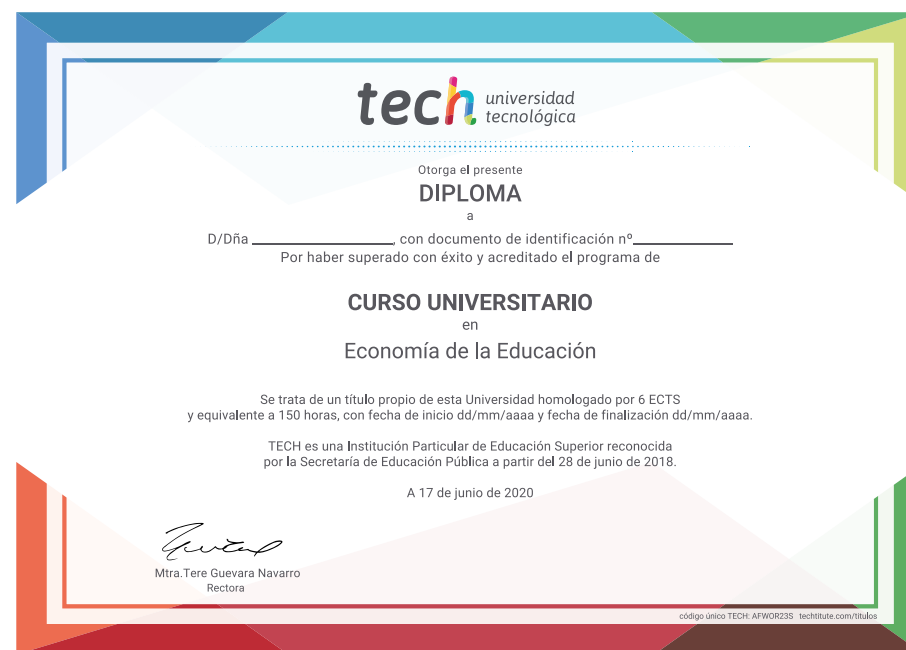 tech universidad
tecnológica
Otorga el presente
DIPLOMA
a
D/Dña ______________, con documento de identificación nº__________
Por haber superado con éxito y acreditado el programa de
CURSO UNIVERSITARIO
en
Economía de la Educación
Se trata de un título propio de esta Universidad homologado por 6 ECTS
y equivalente a 150 horas, con fecha de inicio dd/mm/aaaa y fecha de finalización dd/mm/aaaa.
TECH es una Institución Particular de Educación Superior reconocida
por la Secretaría de Educación Pública a partir del 28 de junio de 2018.
A 17 de junio de 2020
Mtra.Tere Guevara Navarro
Rectora
código único TECH: AFWOR23S techtitute.com/titulos